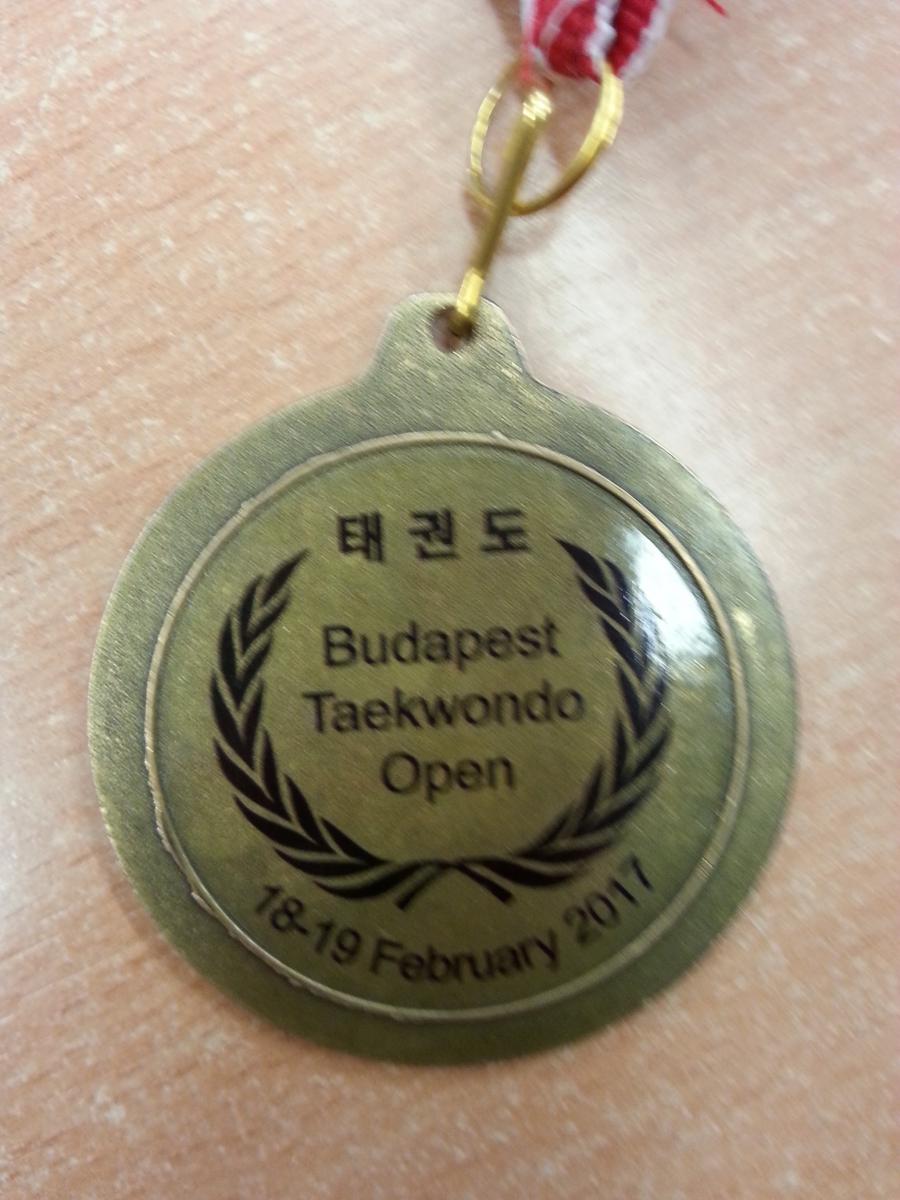 태 권 도
Budapest
Taekwondo
Open
18-19 February 2017